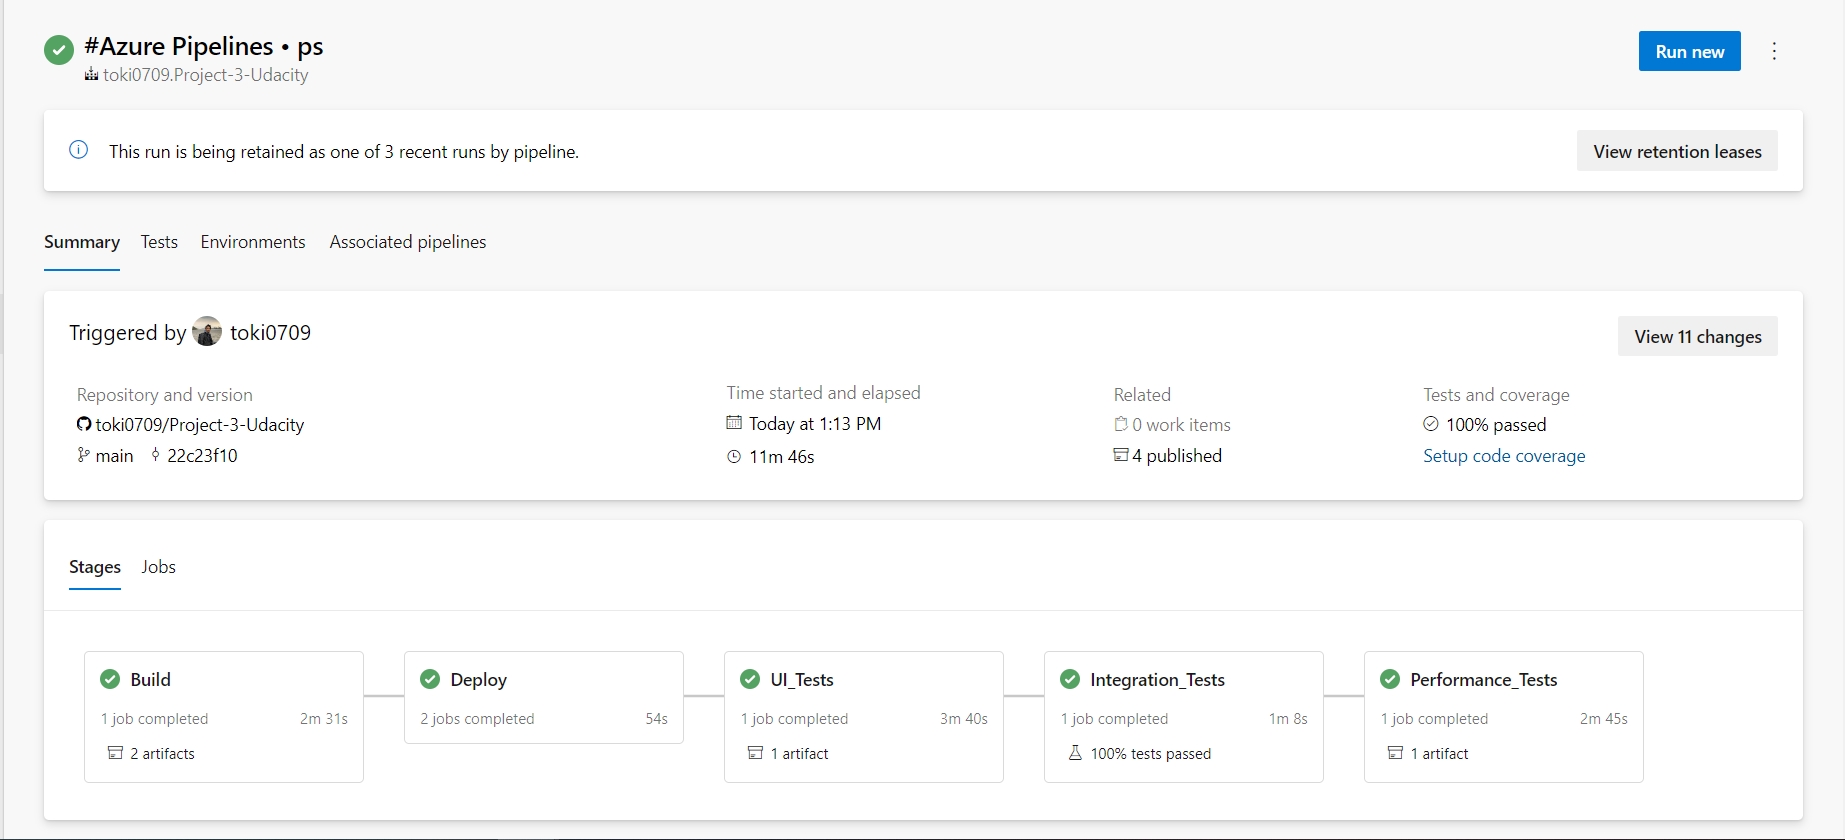 #Azure Pipelines • ps
toki0709.Project-3-Udacity
Run new
This run is being retained as one of 3 recent runs by pipeline.
View retention leases
Summary
Tests
Environments
Associated pipelines
Triggered by toki0709
View 11 changes
Repository and version
toki0709/Project-3-Udacity
main 22c23f10
Time started and elapsed
Today at 1:13 PM
11m 46s
Related
0 work items
4 published
Tests and coverage
100% passed
Setup code coverage
Stages
Jobs
Build
1 job completed 2m 31s
2 artifacts
Deploy
2 jobs completed 54s
UI_Tests
1 job completed 3m 40s
1 artifact
Integration_Tests
1 job completed 1m 8s
100% tests passed
Performance_Tests
1 job completed 2m 45s
1 artifact